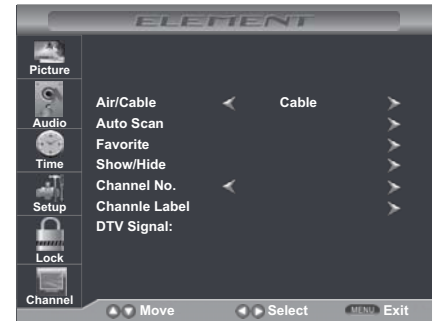 ELEMENT
Picture
Audio
Time
Setup
Lock
Channel
Air/Cable Cable
Auto Scan
Favorite
Show/Hide
Channel No.
Channle Label
DTV Signal:
Move Select MENU Exit